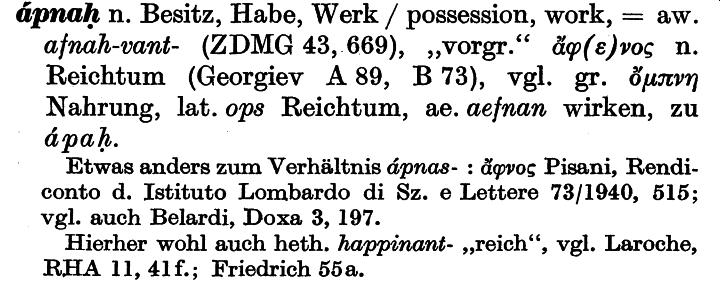 ápnaḥ n. Besitz, Habe, Werk / possession, work, = aw.
afnah-vant- (ZDMG 43, 669), „vorgr.“ ἄφ(ε)νος n.
Reichtum (Georgiev A 89, B 73), vgl. gr. ὄμπνη
Nahrung, lat. ops Reichtum, ae. aefnan wirken, zu
ápaḥ.
Etwas anders zum Verhältnis ápnas- : ἄφνος Pisani, Rendi-
conto d. Istituto Lombardo di Sz. e Lettere 73/1940, 515;
vgl. auch Belardi, Doxa 3, 197.
Hierher wohl auch heth. happinant- „reich“, vgl. Laroche,
RHA 11, 41f.; Friedrich 55a.